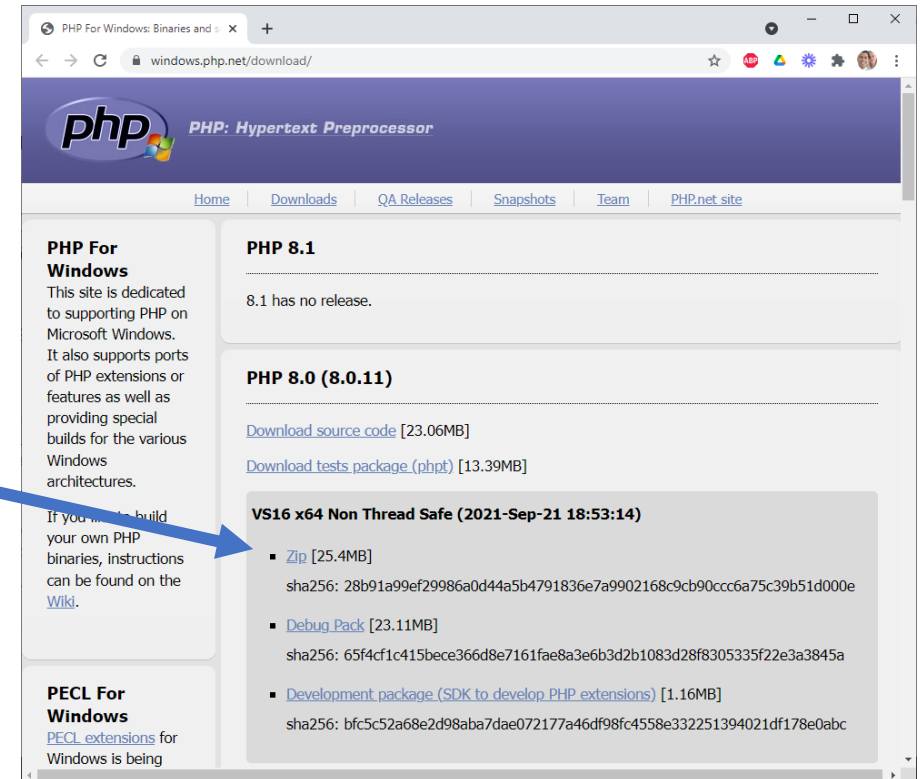 PHP For Windows: Binaries and s
windows.php.net/download/
ABP
php
PHP: Hypertext Preprocessor
Home
Downloads
QA Releases
Snapshots
Team
PHP.net site
PHP For
Windows
This site is dedicated
to supporting PHP on
Microsoft Windows.
It also supports ports
of PHP extensions or
features as well as
providing special
builds for the various
Windows
architectures.
If you like to build
your own PHP
binaries, instructions
can be found on the
Wiki.
PECL For
Windows
PECL extensions for
Windows is being
PHP 8.1
8.1 has no release.
PHP 8.0 (8.0.11)
Download source code [23.06MB]
Download tests package (phpt) [13.39MB]
VS16 x64 Non Thread Safe (2021-Sep-21 18:53:14)
Zip [25.4MB]
sha256: 28b91a99ef29986a0d44a5b4791836e7a9902168c9cb90ccc6a75c39b51d000e
Debug Pack [23.11MB]
sha256: 65f4cf1c415bece366d8e7161fae8a3e6b3d2b1083d28f8305335f22e3a3845a
Development package (SDK to develop PHP extensions) [1.16MB]
sha256: bfc5c52a68e2d98aba7dae072177a46df98fc4558e332251394021df178e0abc